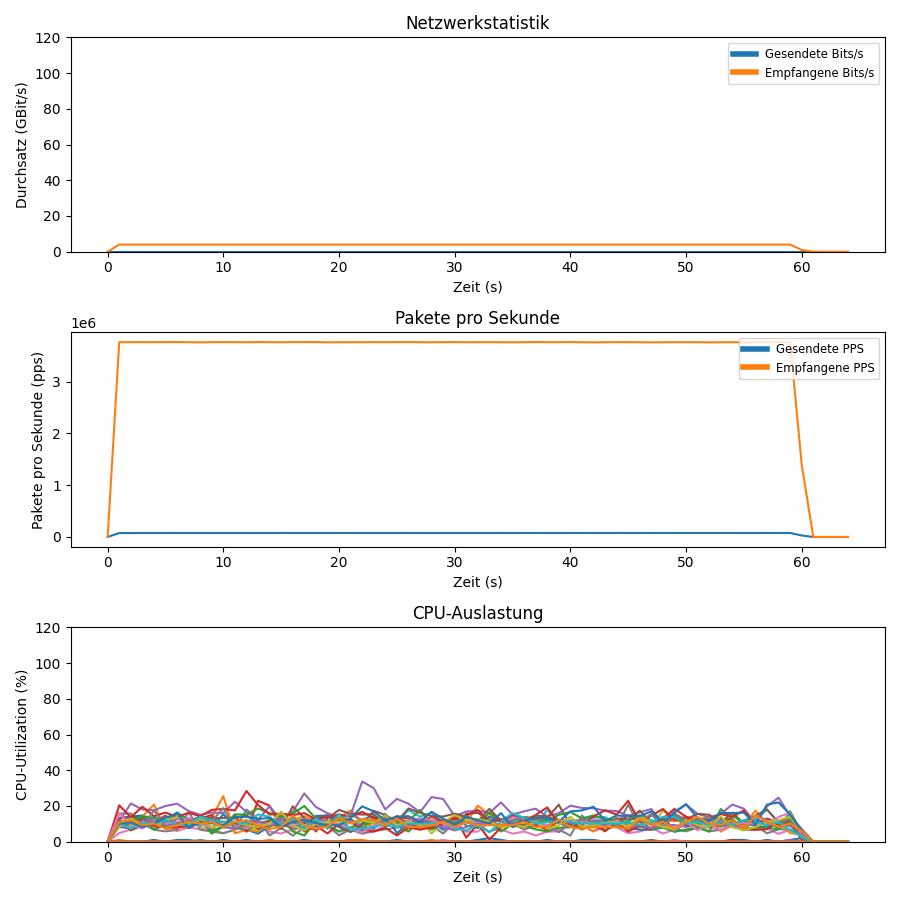 Netzwerkstatistik
120
100
80
60
40
20
0
Durchsatz (GBit/s)
Gesendete Bits/s
Empfangene Bits/s
0 10 20 30 40 50 60
Zeit (s)
Pakete pro Sekunde
1e6
3
2
1
0
Pakete pro Sekunde (pps)
Gesendete PPS
Empfangene PPS
0 10 20 30 40 50 60
Zeit (s)
CPU-Auslastung
120
100
80
60
40
20
0
CPU-Utilization (%)
0 10 20 30 40 50 60
Zeit (s)